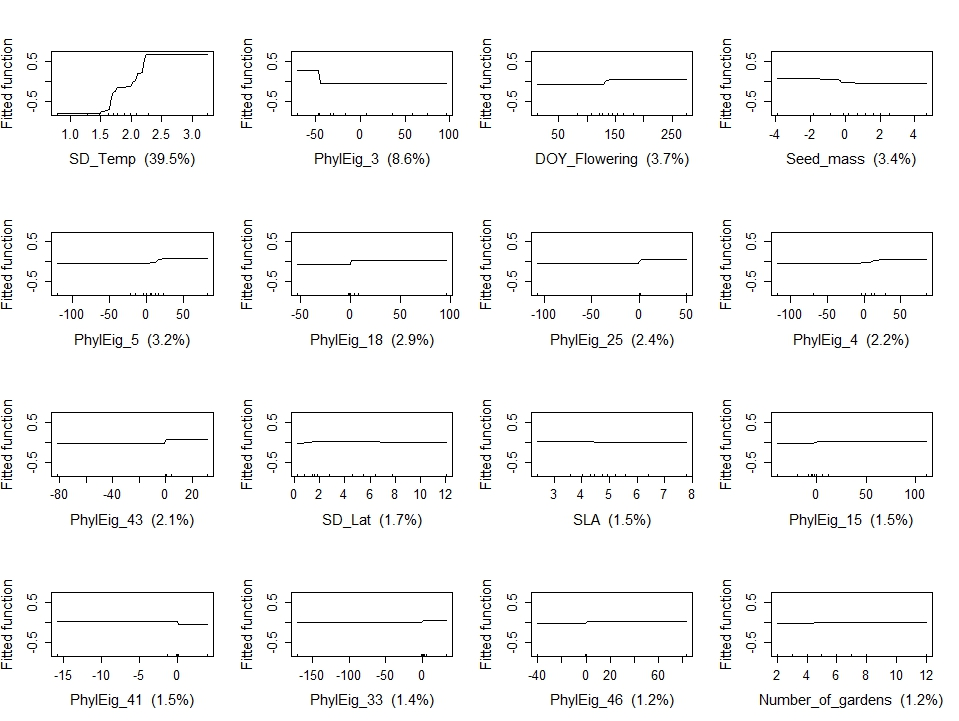 Fitted function
0.5
-0.5
1.0 1.5 2.0 2.5 3.0
SD_Temp (39.5%)
Fitted function
0.5
-0.5
-50 0 50 100
PhylEig_3 (8.6%)
Fitted function
0.5
-0.5
50 150 250
DOY_Flowering (3.7%)
Fitted function
0.5
-0.5
-4 -2 0 2 4
Seed_mass (3.4%)
Fitted function
0.5
-0.5
-100 -50 0 50
PhylEig_5 (3.2%)
Fitted function
0.5
-0.5
-50 0 50 100
PhylEig_18 (2.9%)
Fitted function
0.5
-0.5
-100 -50 0 50
PhylEig_25 (2.4%)
Fitted function
0.5
-0.5
-100 -50 0 50
PhylEig_4 (2.2%)
Fitted function
0.5
-0.5
-80 -40 0 20
PhylEig_43 (2.1%)
Fitted function
0.5
-0.5
0 2 4 6 8 10 12
SD_Lat (1.7%)
Fitted function
0.5
-0.5
3 4 5 6 7 8
SLA (1.5%)
Fitted function
0.5
-0.5
0 50 100
PhylEig_15 (1.5%)
Fitted function
0.5
-0.5
-15 -10 -5 0
PhylEig_41 (1.5%)
Fitted function
0.5
-0.5
-150 -100 -50 0
PhylEig_33 (1.4%)
Fitted function
0.5
-0.5
-40 0 20 60
PhylEig_46 (1.2%)
Fitted function
0.5
-0.5
2 4 6 8 10 12
Number_of_gardens (1.2%)